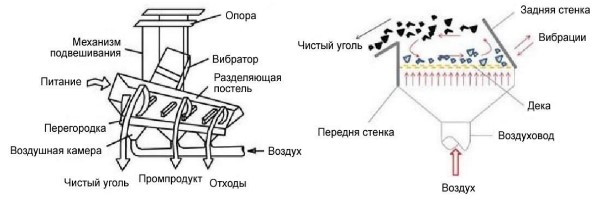 Опора
Механизм
подвешивания
Вибратор
Разделяющая
постель
Питание
Перегородка
Воздушная камера
Воздух
Чистый уголь
Промпродукт
Отходы
Задняя стенка
Чистый уголь
Вибрации
Дека
Передня стенка
Воздуховод
Воздух